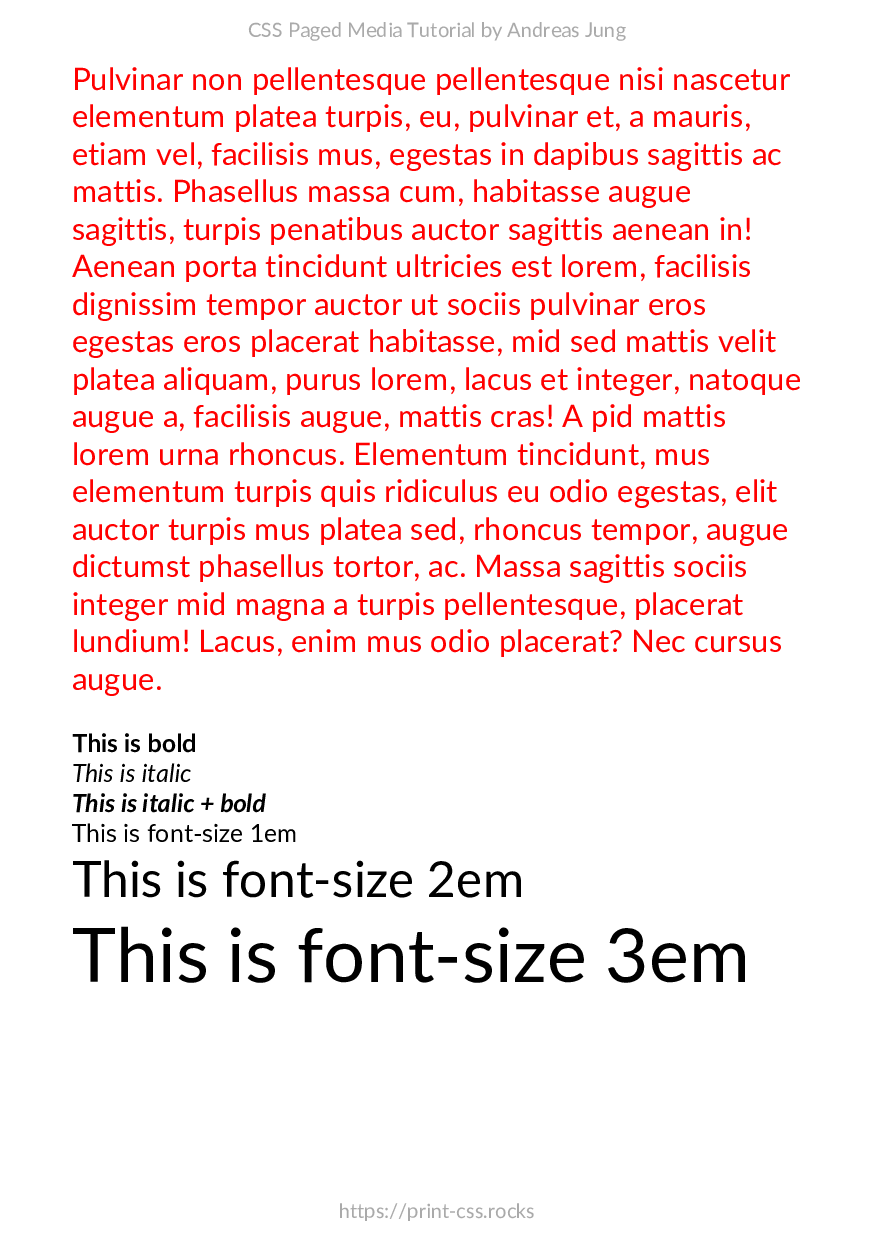 CSS Paged Media Tutorial by Andreas Jung
Pulvinar non pellentesque pellentesque nisi nascetur
elementum platea turpis, eu, pulvinar et, a mauris,
etiam vel, facilisis mus, egestas in dapibus sagittis ac
mattis. Phasellus massa cum, habitasse augue
sagittis, turpis penatibus auctor sagittis aenean in!
Aenean porta tincidunt ultricies est lorem, facilisis
dignissim tempor auctor ut sociis pulvinar eros
egestas eros placerat habitasse, mid sed mattis velit
platea aliquam, purus lorem, lacus et integer, natoque
augue a, facilisis augue, mattis cras! A pid mattis
lorem urna rhoncus. Elementum tincidunt, mus
elementum turpis quis ridiculus eu odio egestas, elit
auctor turpis mus platea sed, rhoncus tempor, augue
dictumst phasellus tortor, ac. Massa sagittis sociis
integer mid magna a turpis pellentesque, placerat
lundium! Lacus, enim mus odio placerat? Nec cursus
augue.
This is bold
This is italic
This is italic + bold
This is font-size 1em
This is font-size 2em
This is font-size 3em
https://print-css.rocks